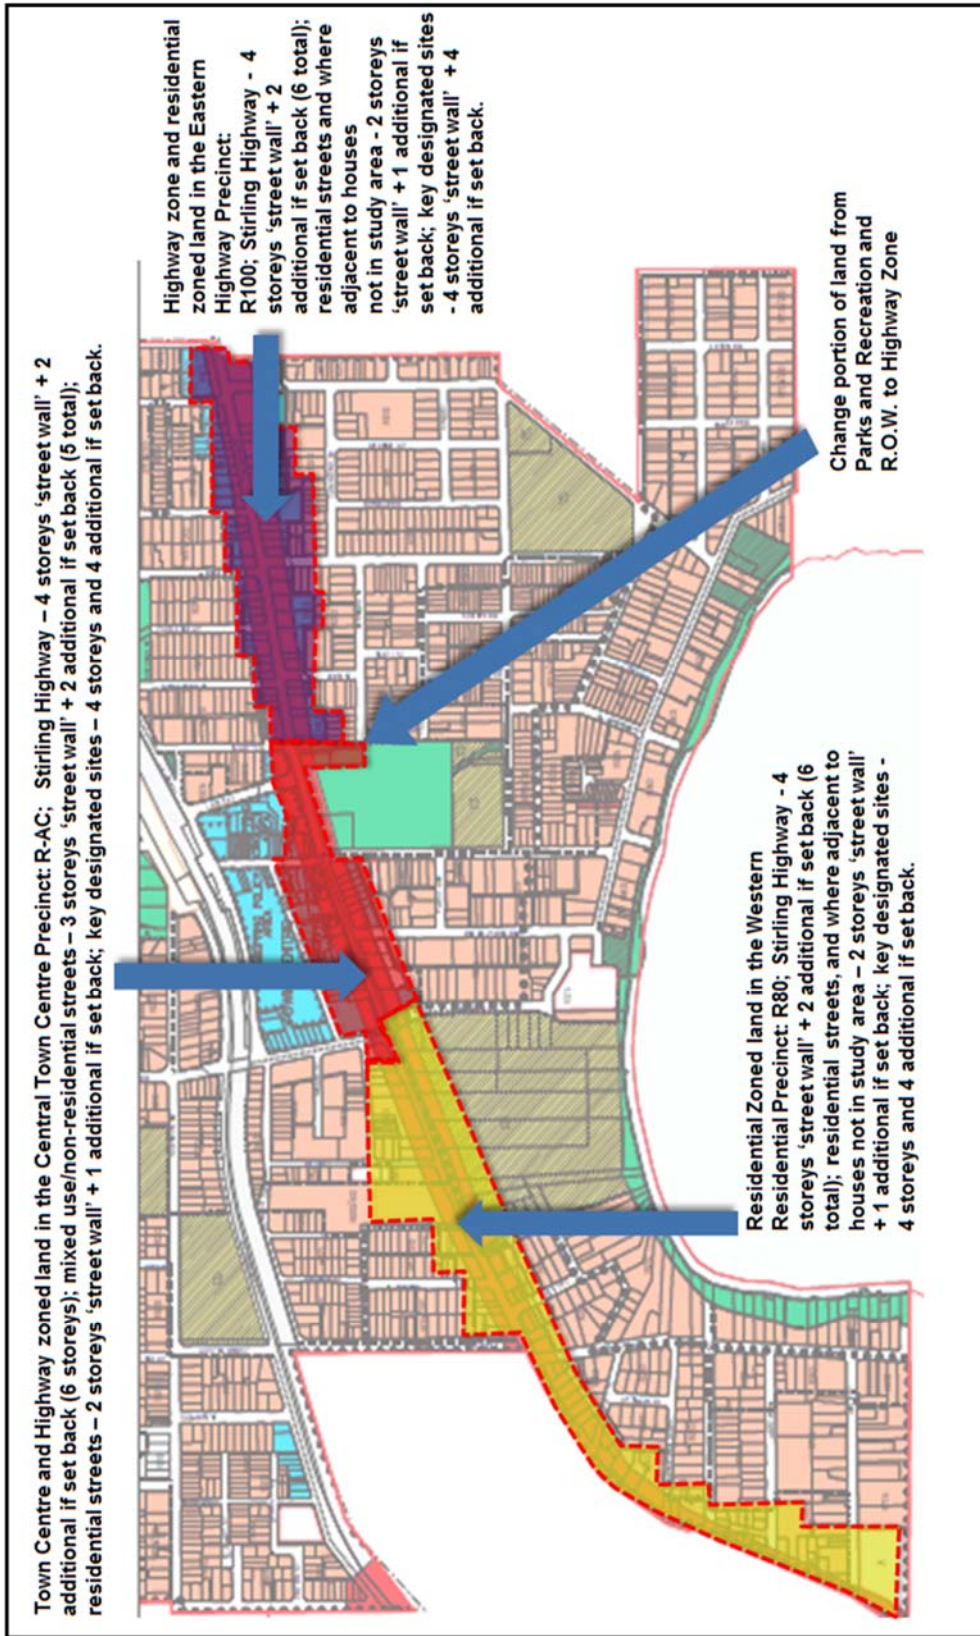 Town Centre and Highway zoned land in the Central Town Centre Precinct: R-AC;   Stirling Highway – 4 storeys ‘street wall’ + 2
additional if set back (6 storeys); mixed use/non-residential streets – 3 storeys ‘street wall’ + 2 additional if set back (5 total);
residential streets – 2 storeys ‘street wall’ + 1 additional if set back; key designated sites – 4 storeys and 4 additional if set back.
Highway zone and residential
zoned land in the Eastern
Highway Precinct:
R100; Stirling Highway - 4
storeys ‘street wall’ + 2
additional if set back (6 total);
residential streets and where
adjacent to houses
not in study area - 2 storeys
‘street wall’ + 1 additional if
set back; key designated sites
- 4 storeys ‘street wall’ + 4
additional if set back.
Change portion of land from
Parks and Recreation and
R.O.W. to Highway Zone
Residential Zoned land in the Western
Residential Precinct: R80; Stirling Highway - 4
storeys ‘street wall’ + 2 additional if set back (6
total); residential streets, and where adjacent to
houses not in study area – 2 storeys ‘street wall’
+ 1 additional if set back; key designated sites -
4 storeys and 4 additional if set back.